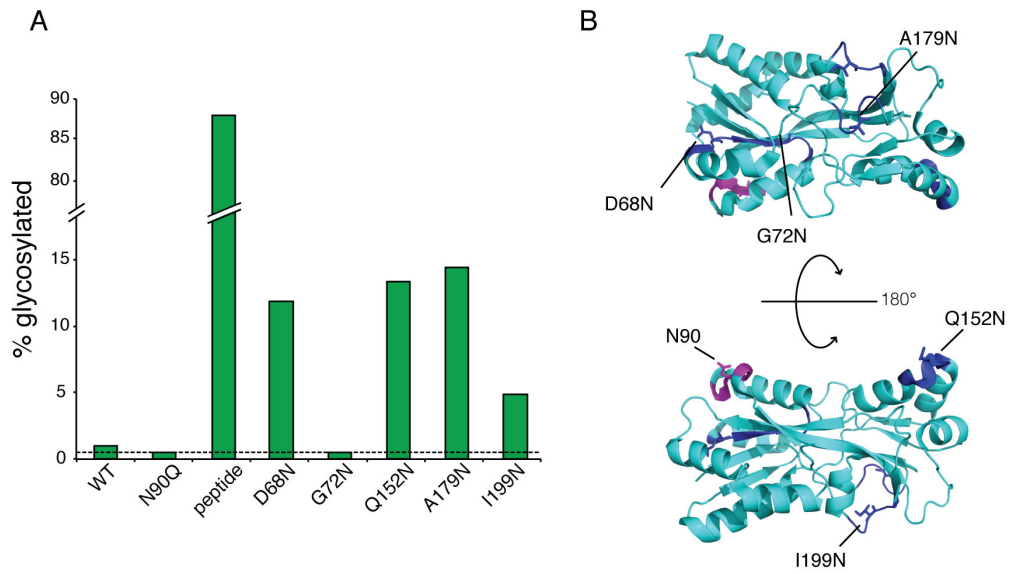 A
% glycosylated
90
85
80
15
10
5
0
WT
N90Q
peptide
D68N
G72N
Q152N
A179N
I199N
B
A179N
D68N
G72N
180°
N90
Q152N
I199N